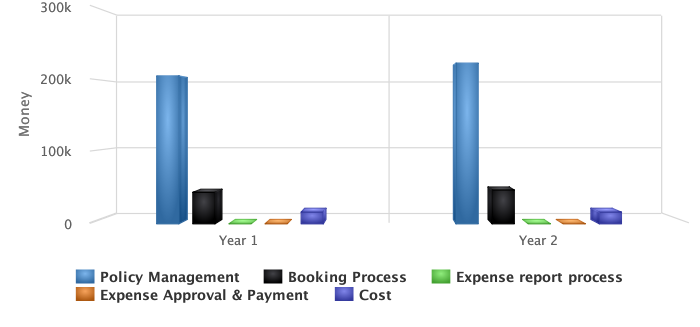 300k
200k
100k
0
Money
Year 1
Year 2
Policy Management
Booking Process
Expense report process
Expense Approval & Payment
Cost